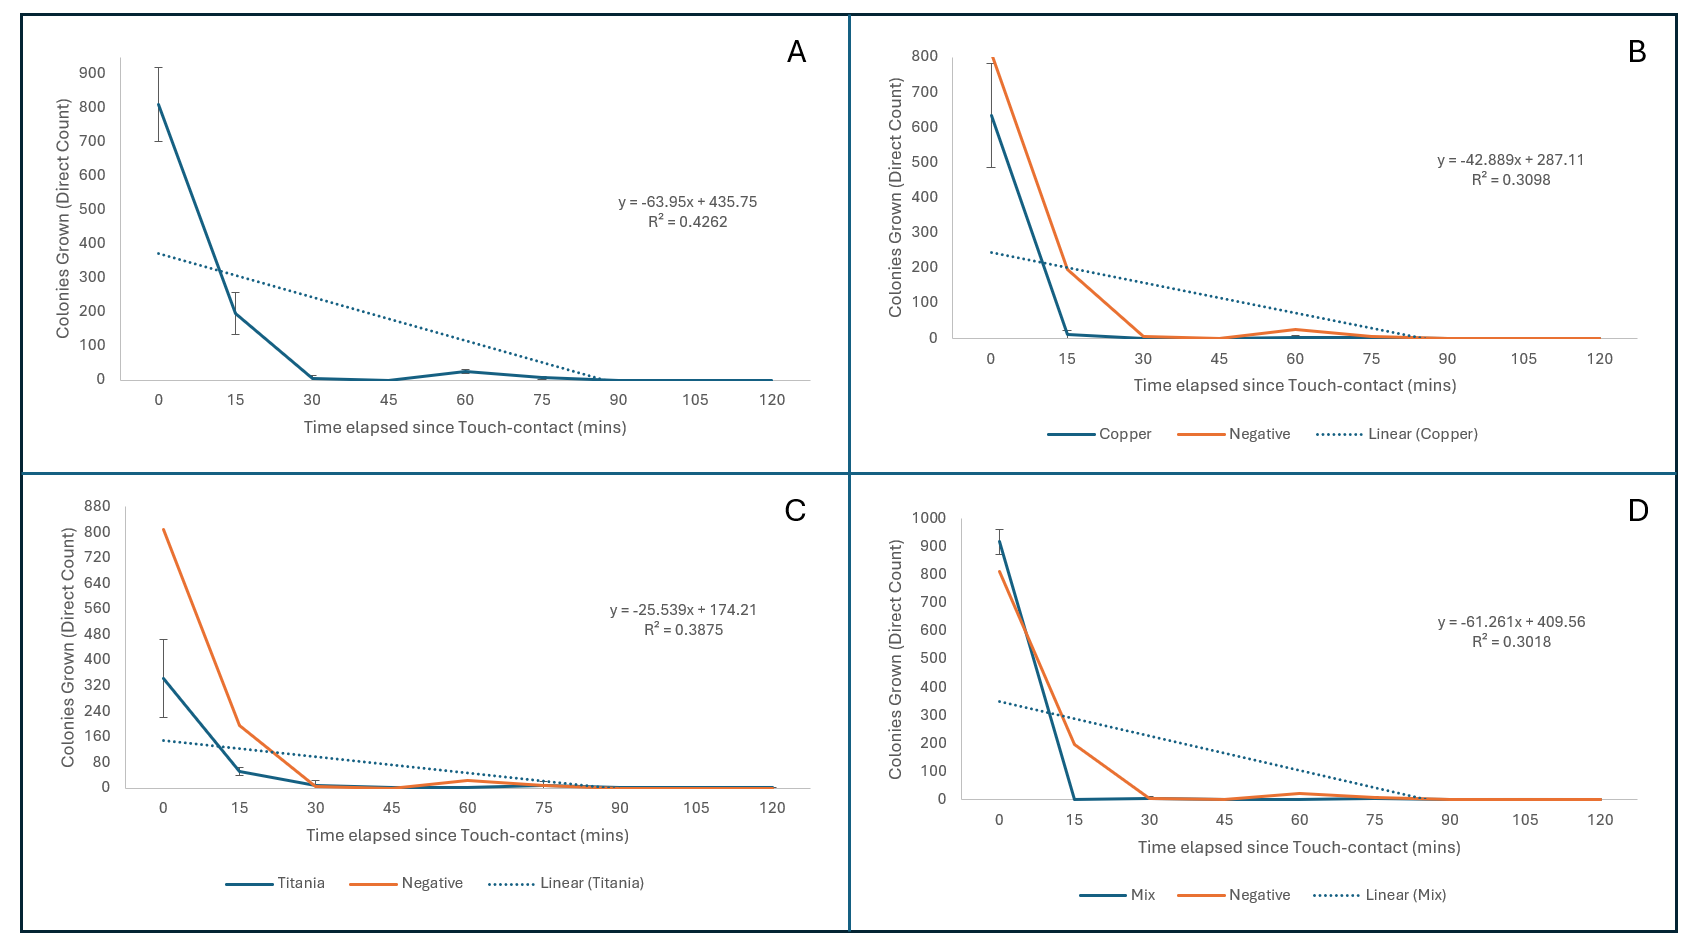 A
900
800
700
600
500
400
300
200
100
0
Colonies Grown (Direct Count)
y = -63.95x + 435.75
R² = 0.4262
0 15 30 45 60 75 90 105 120
Time elapsed since Touch-contact (mins)
B
800
700
600
500
400
300
200
100
0
Colonies Grown (Direct Count)
y = -42.889x + 287.11
R² = 0.3098
0 15 30 45 60 75 90 105 120
Time elapsed since Touch-contact (mins)
Copper Negative Linear (Copper)
C
880
800
720
640
560
480
400
320
240
160
80
0
Colonies Grown (Direct Count)
y = -25.539x + 174.21
R² = 0.3875
0 15 30 45 60 75 90 105 120
Time elapsed since Touch-contact (mins)
Titania Negative Linear (Titania)
D
1000
900
800
700
600
500
400
300
200
100
0
Colonies Grown (Direct Count)
y = -61.261x + 409.56
R² = 0.3018
0 15 30 45 60 75 90 105 120
Time elapsed since Touch-contact (mins)
Mix Negative Linear (Mix)